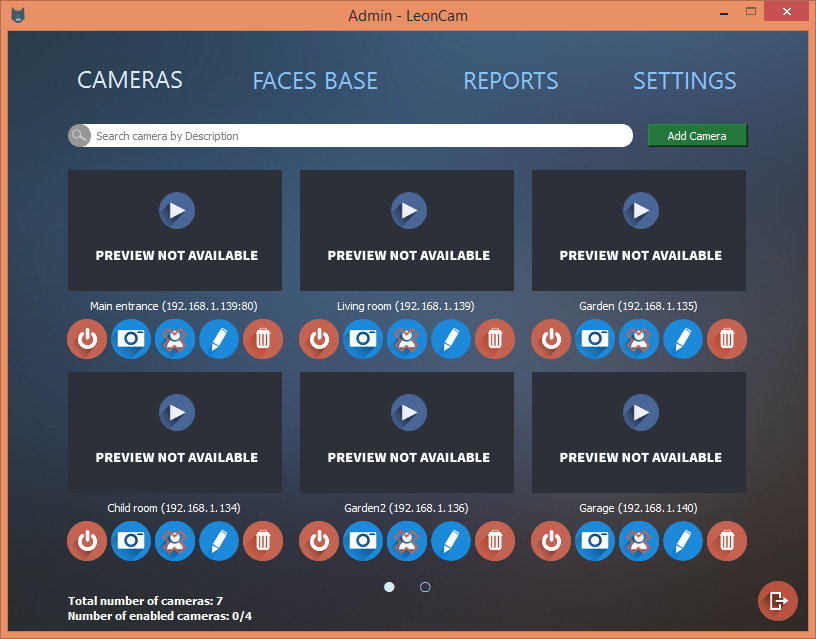 Admin - LeonCam
CAMERAS FACES BASE REPORTS SETTINGS
Search camera by Description Add Camera
PREVIEW NOT AVAILABLE PREVIEW NOT AVAILABLE PREVIEW NOT AVAILABLE
Main entrance (192.168.1.139:80) Living room (192.168.1.139) Garden (192.168.1.135)
PREVIEW NOT AVAILABLE PREVIEW NOT AVAILABLE PREVIEW NOT AVAILABLE
Child room (192.168.1.134) Garden2 (192.168.1.136) Garage (192.168.1.140)
Total number of cameras: 7
Number of enabled cameras: 0/4